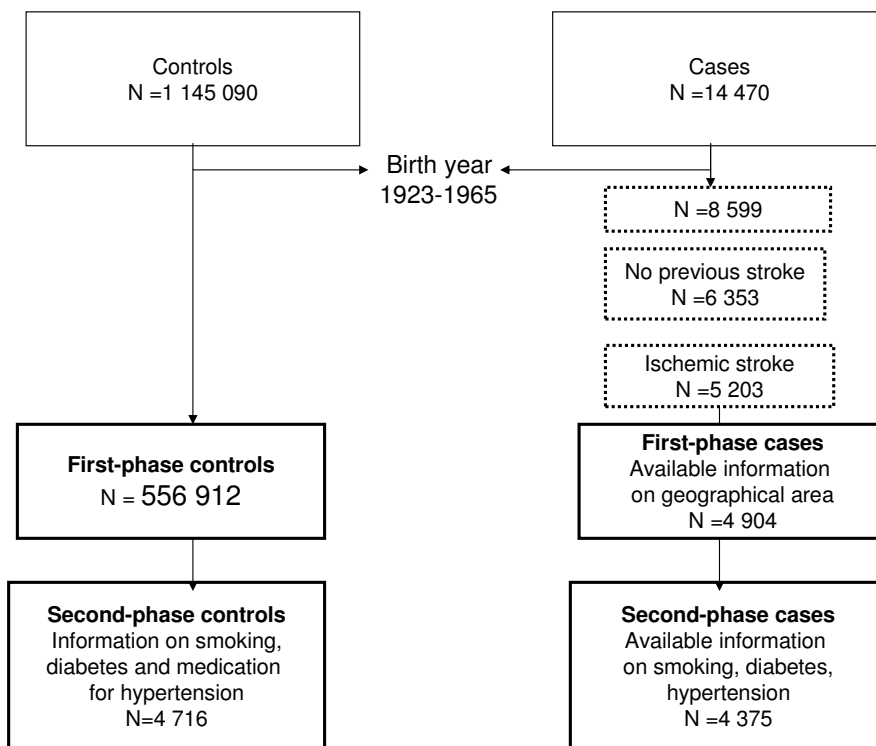 Controls
N =1 145 090
Cases
N =14 470
Birth year
1923-1965
N =8 599
No previous stroke
N =6 353
Ischemic stroke
N =5 203
First-phase controls
N = 556 912
First-phase cases
Available information
on geographical area
N =4 904
Second-phase controls
Information on smoking,
diabetes and medication
for hypertension
N=4 716
Second-phase cases
Available information
on smoking, diabetes,
hypertension
N =4 375